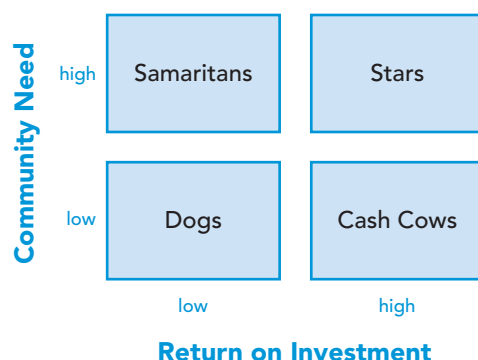 Community Need
high
Samaritans
Stars
low
Dogs
Cash Cows
low
high
Return on Investment